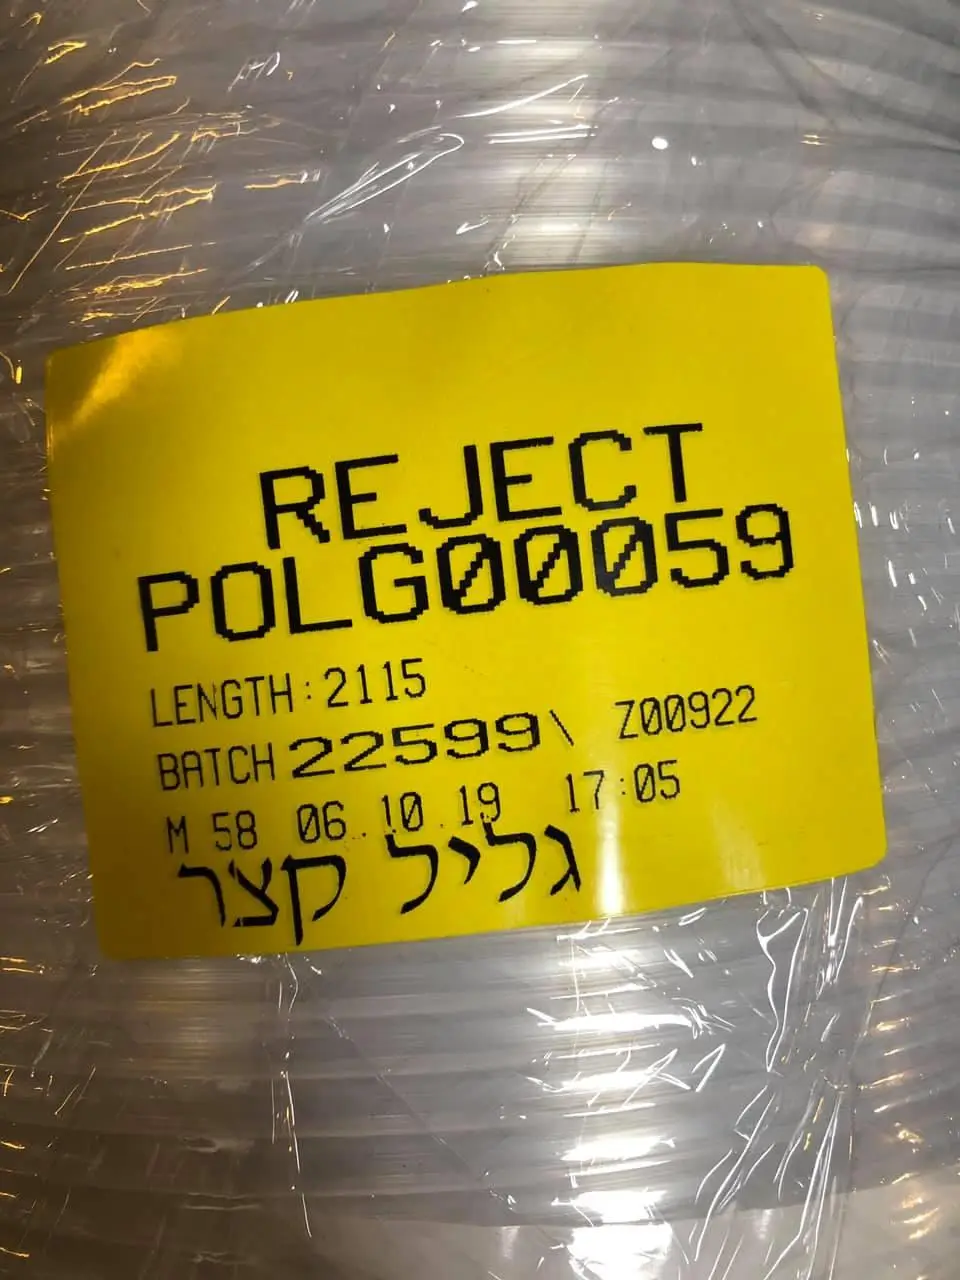 REJECT
POLG00059
LENGTH:2115
BATCH 22599\ Z00922
M 58 06.10.19 17:05
גליל קצר